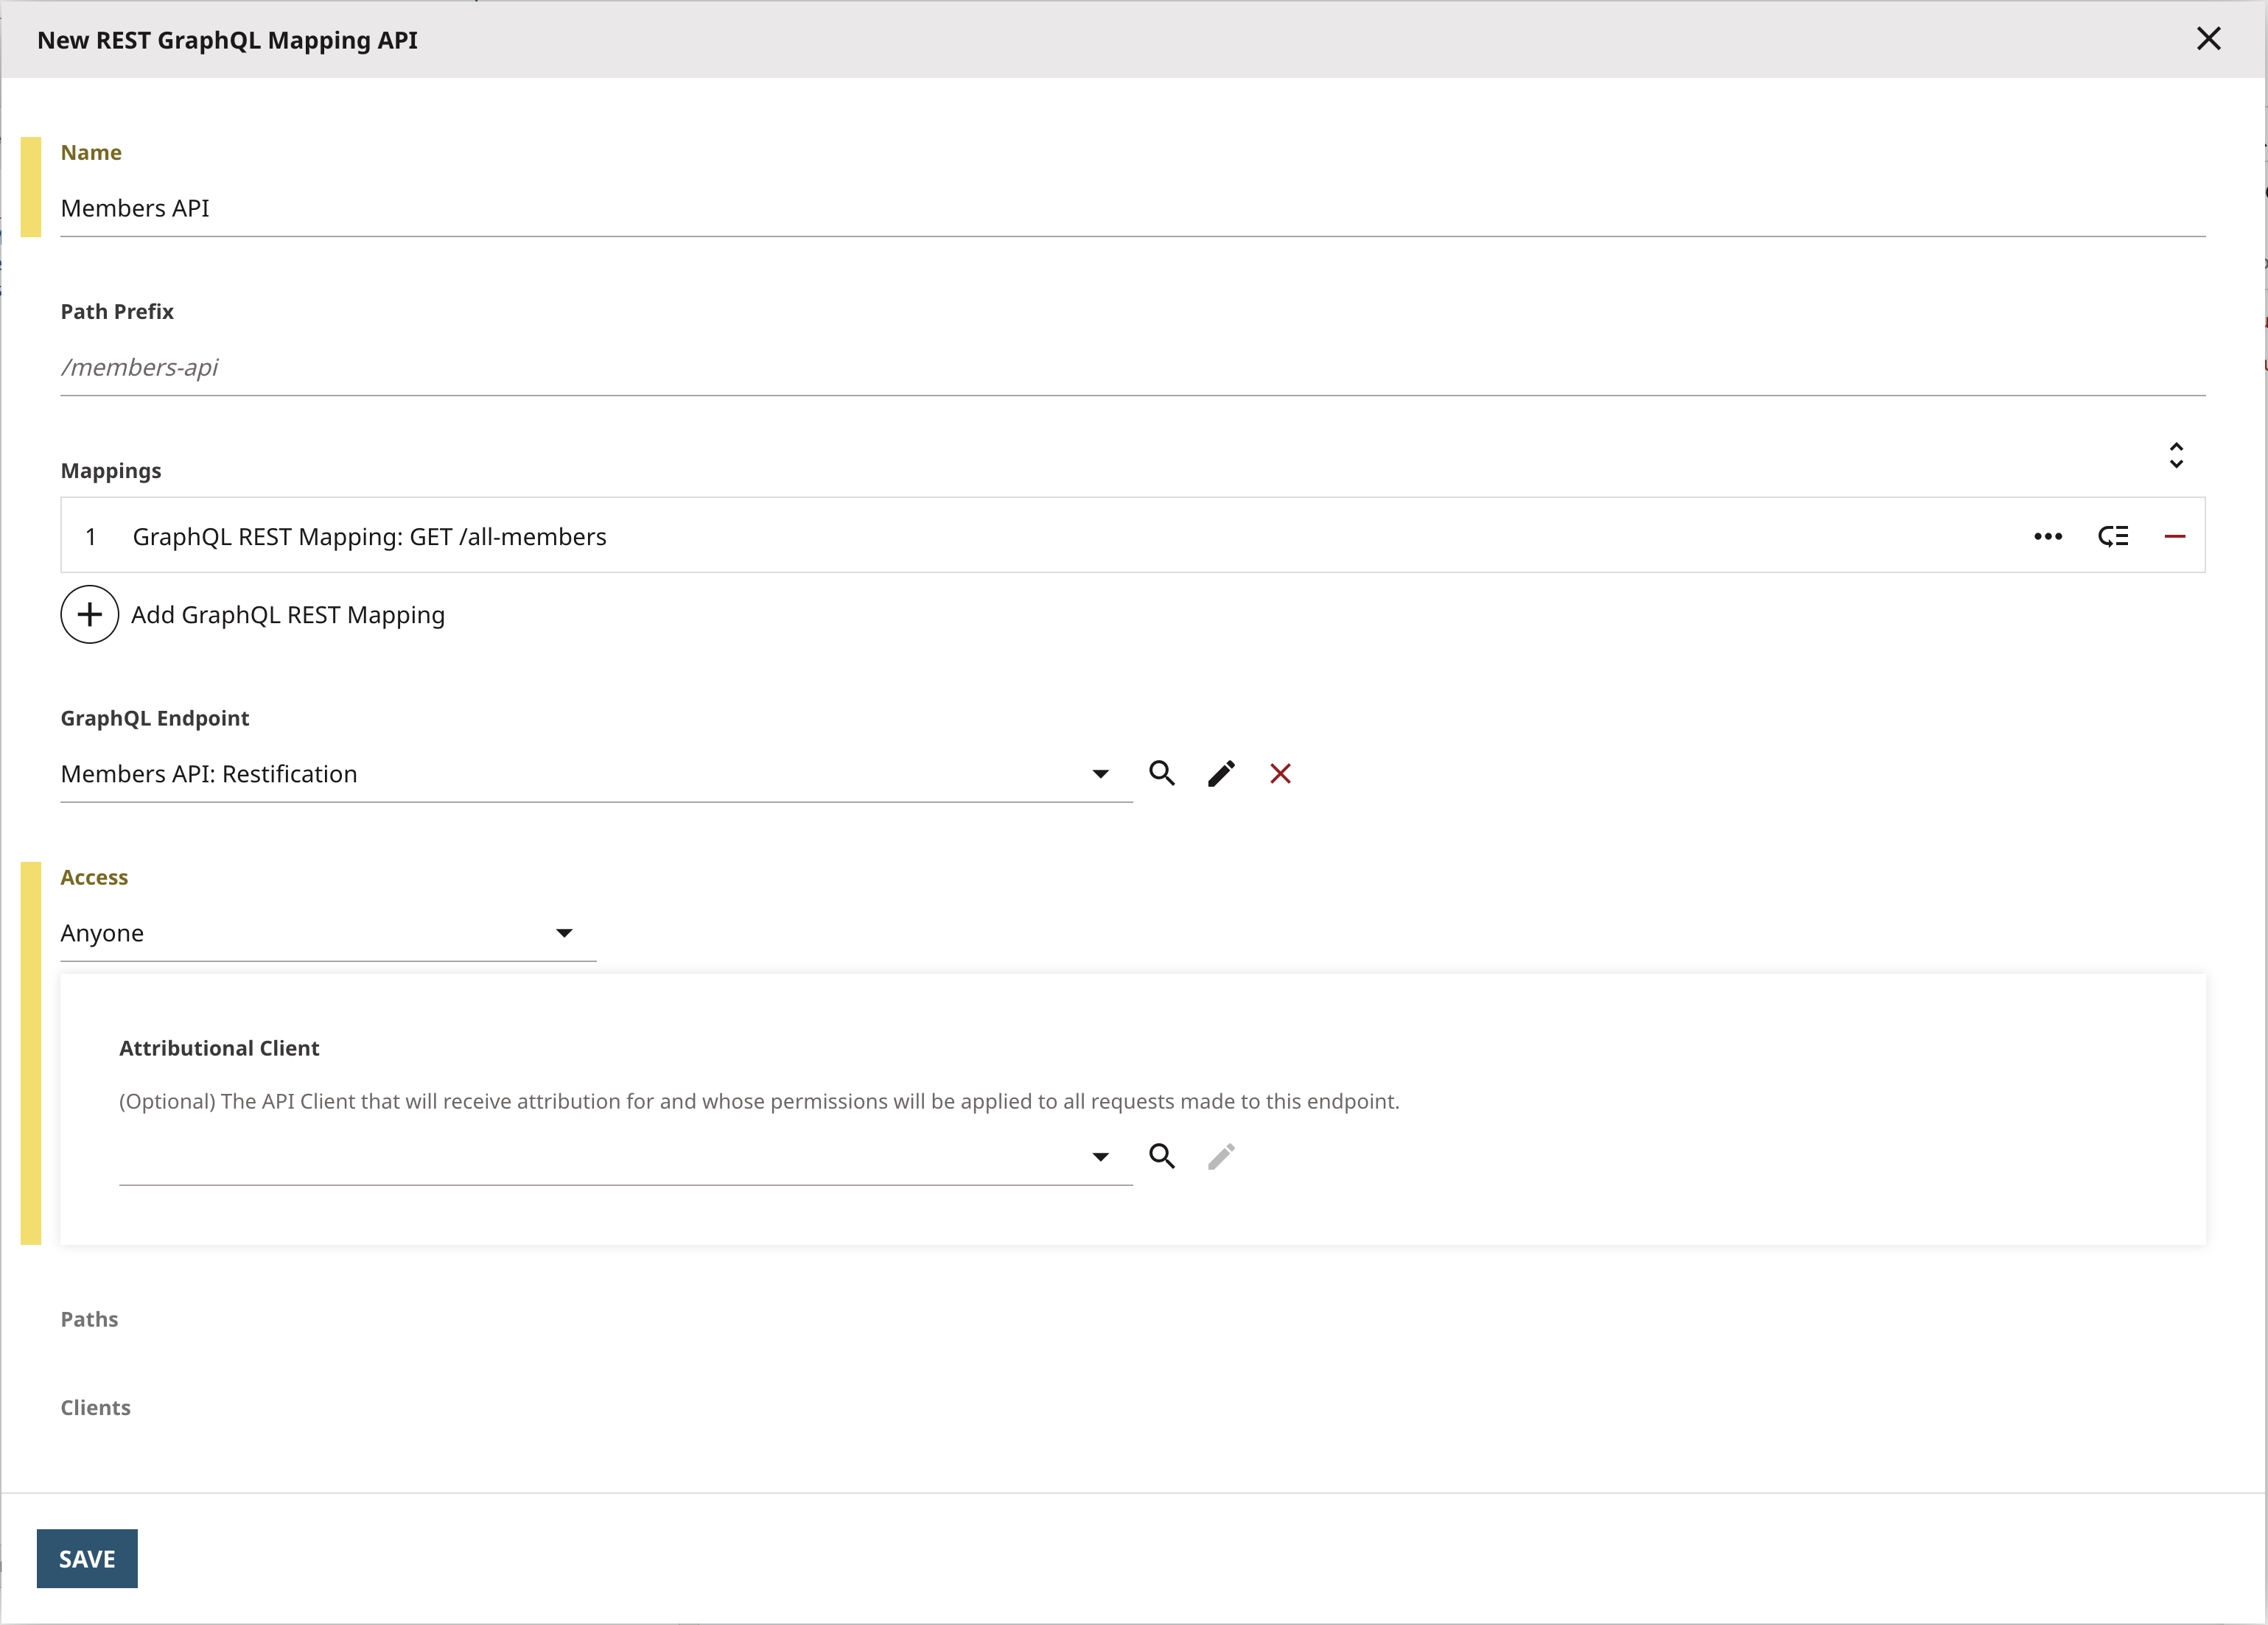 New REST GraphQL Mapping API
Name
Members API
Path Prefix
/members-api
Mappings
1 GraphQL REST Mapping: GET /all-members
Add GraphQL REST Mapping
GraphQL Endpoint
Members API: Restification
Access
Anyone
Attributional Client
(Optional) The API Client that will receive attribution for and whose permissions will be applied to all requests made to this endpoint.
Paths
Clients
SAVE